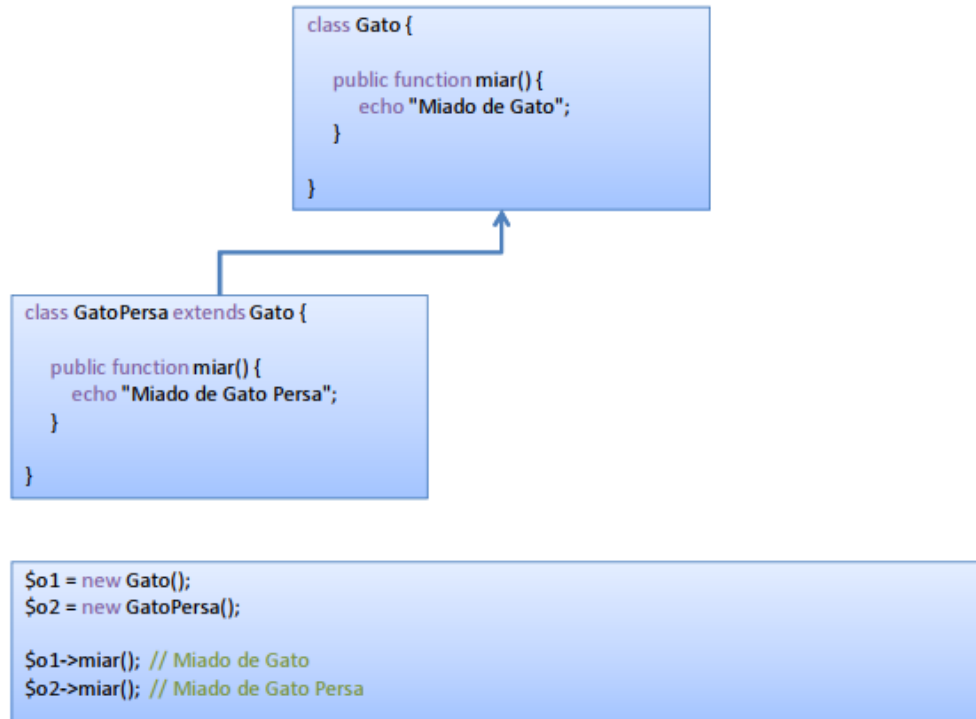 class Gato {
public function miar() {
echo "Miado de Gato";
}
}
class GatoPersa extends Gato {
public function miar() {
echo "Miado de Gato Persa";
}
}
$o1 = new Gato();
$o2 = new GatoPersa();
$o1->miar(); // Miado de Gato
$o2->miar(); // Miado de Gato Persa